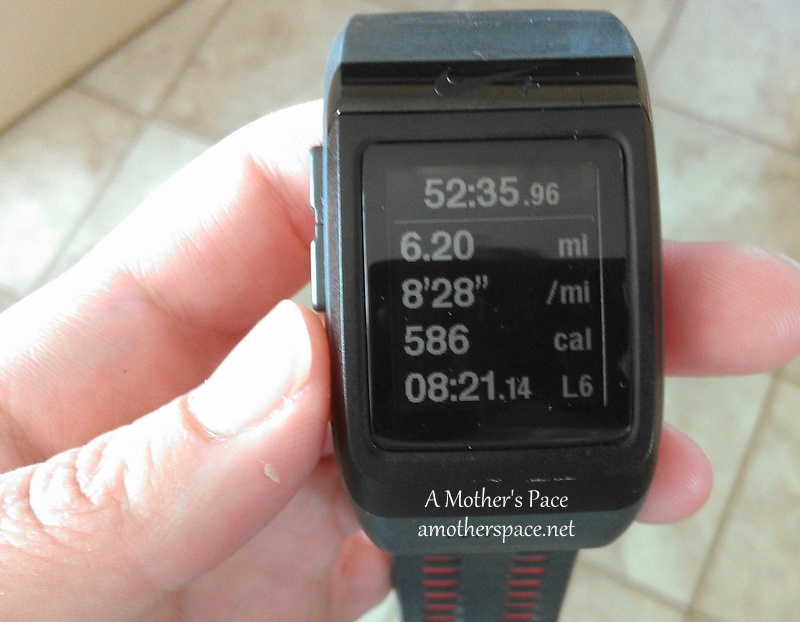 52:35.96
6.20 mi
8'28" /mi
586 cal
08:21.14 L6
A Mother's Pace
amotherspace.net